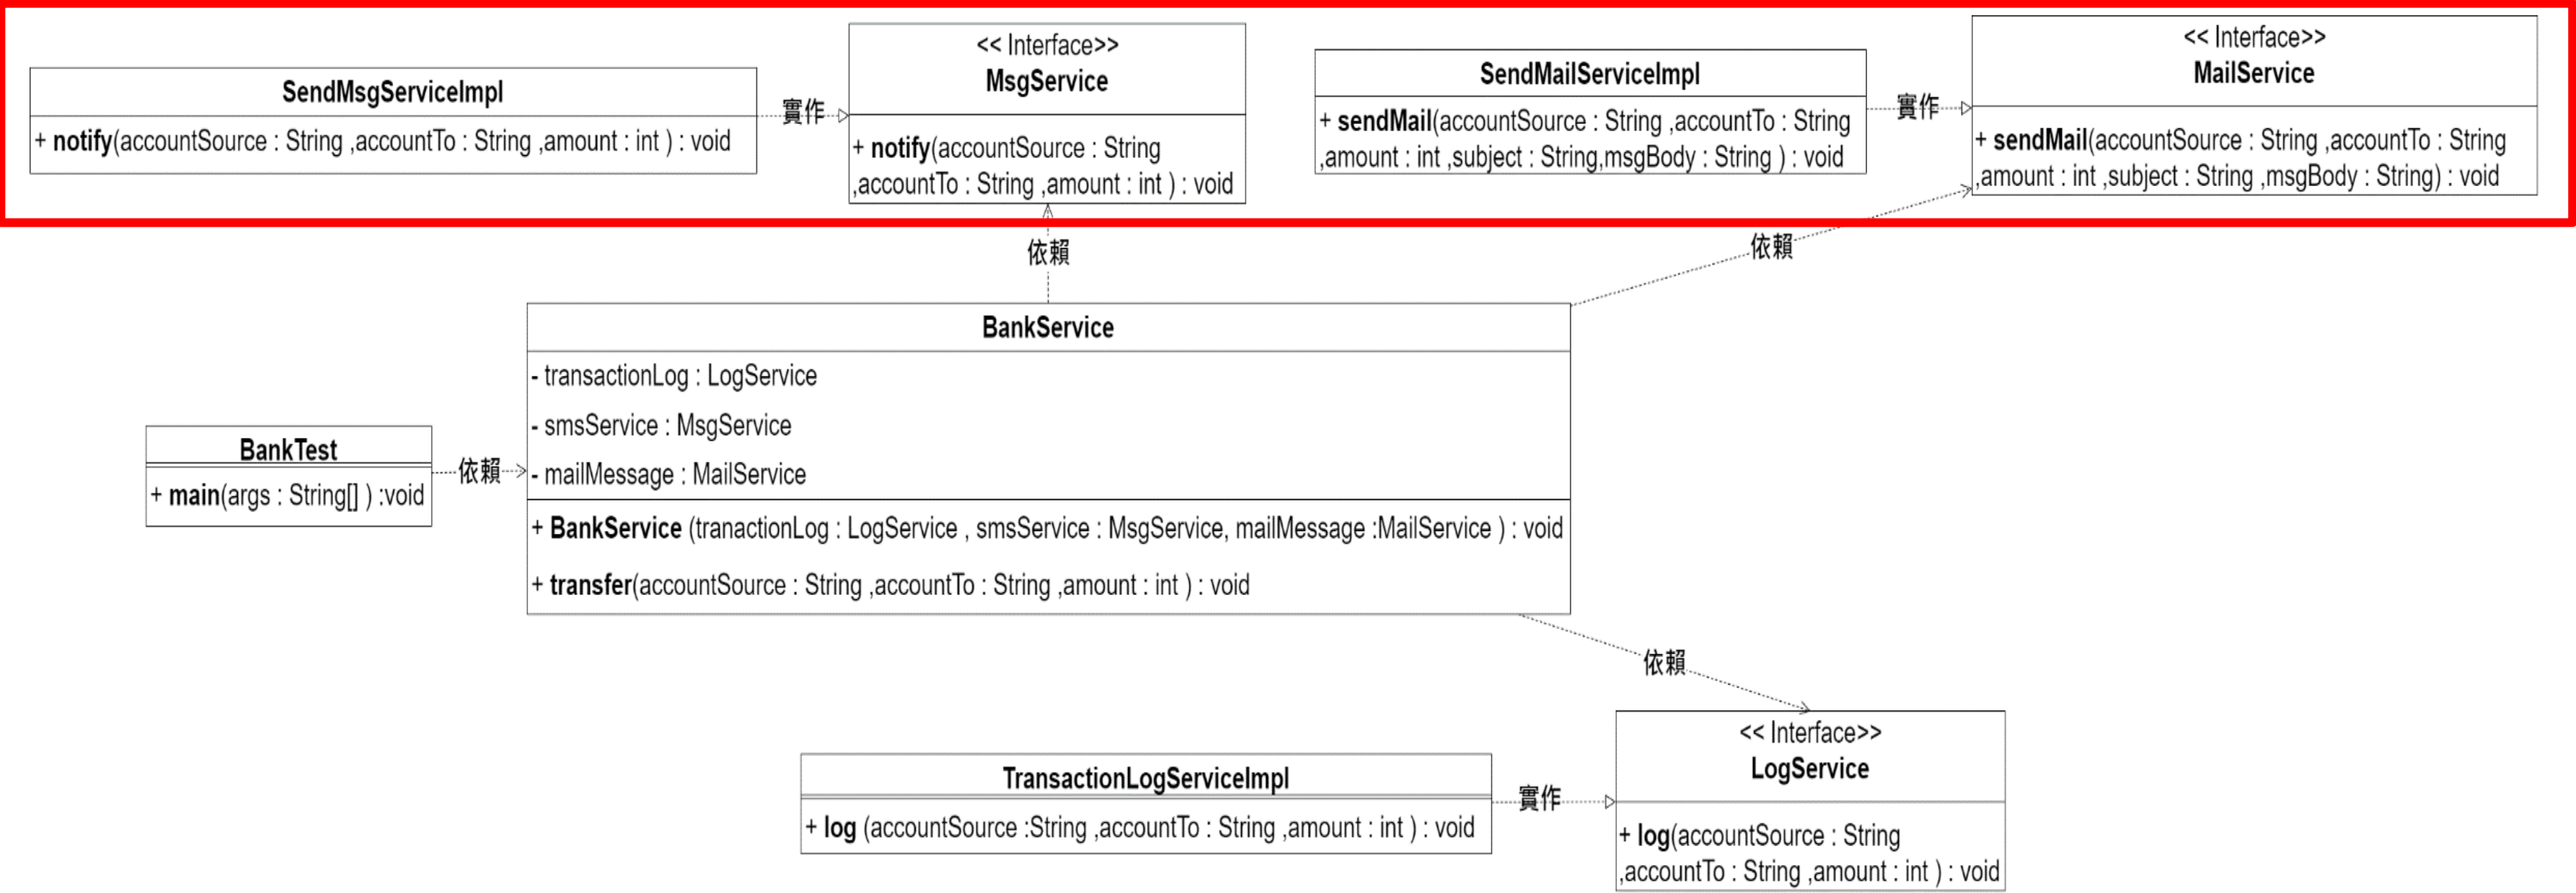 SendMsgServiceImpl
+ notify(accountSource : String ,accountTo : String ,amount : int ) : void
實作
<< Interface>>
MsgService
+ notify(accountSource : String
,accountTo : String ,amount : int ) : void
SendMailServiceImpl
+ sendMail(accountSource : String ,accountTo : String
,amount : int ,subject : String,msgBody : String ) : void
實作
<< Interface>>
MailService
+ sendMail(accountSource : String ,accountTo : String
,amount : int ,subject : String ,msgBody : String) : void
依賴
依賴
BankService
- transactionLog : LogService
- smsService : MsgService
- mailMessage : MailService
+ BankService (tranactionLog : LogService , smsService : MsgService, mailMessage :MailService ) : void
+ transfer(accountSource : String ,accountTo : String ,amount : int ) : void
BankTest
+ main(args : String[] ) :void
依賴
依賴
TransactionLogServiceImpl
+ log (accountSource :String ,accountTo : String ,amount : int ) : void
實作
<< Interface>>
LogService
+ log(accountSource : String
,accountTo : String ,amount : int ) : void